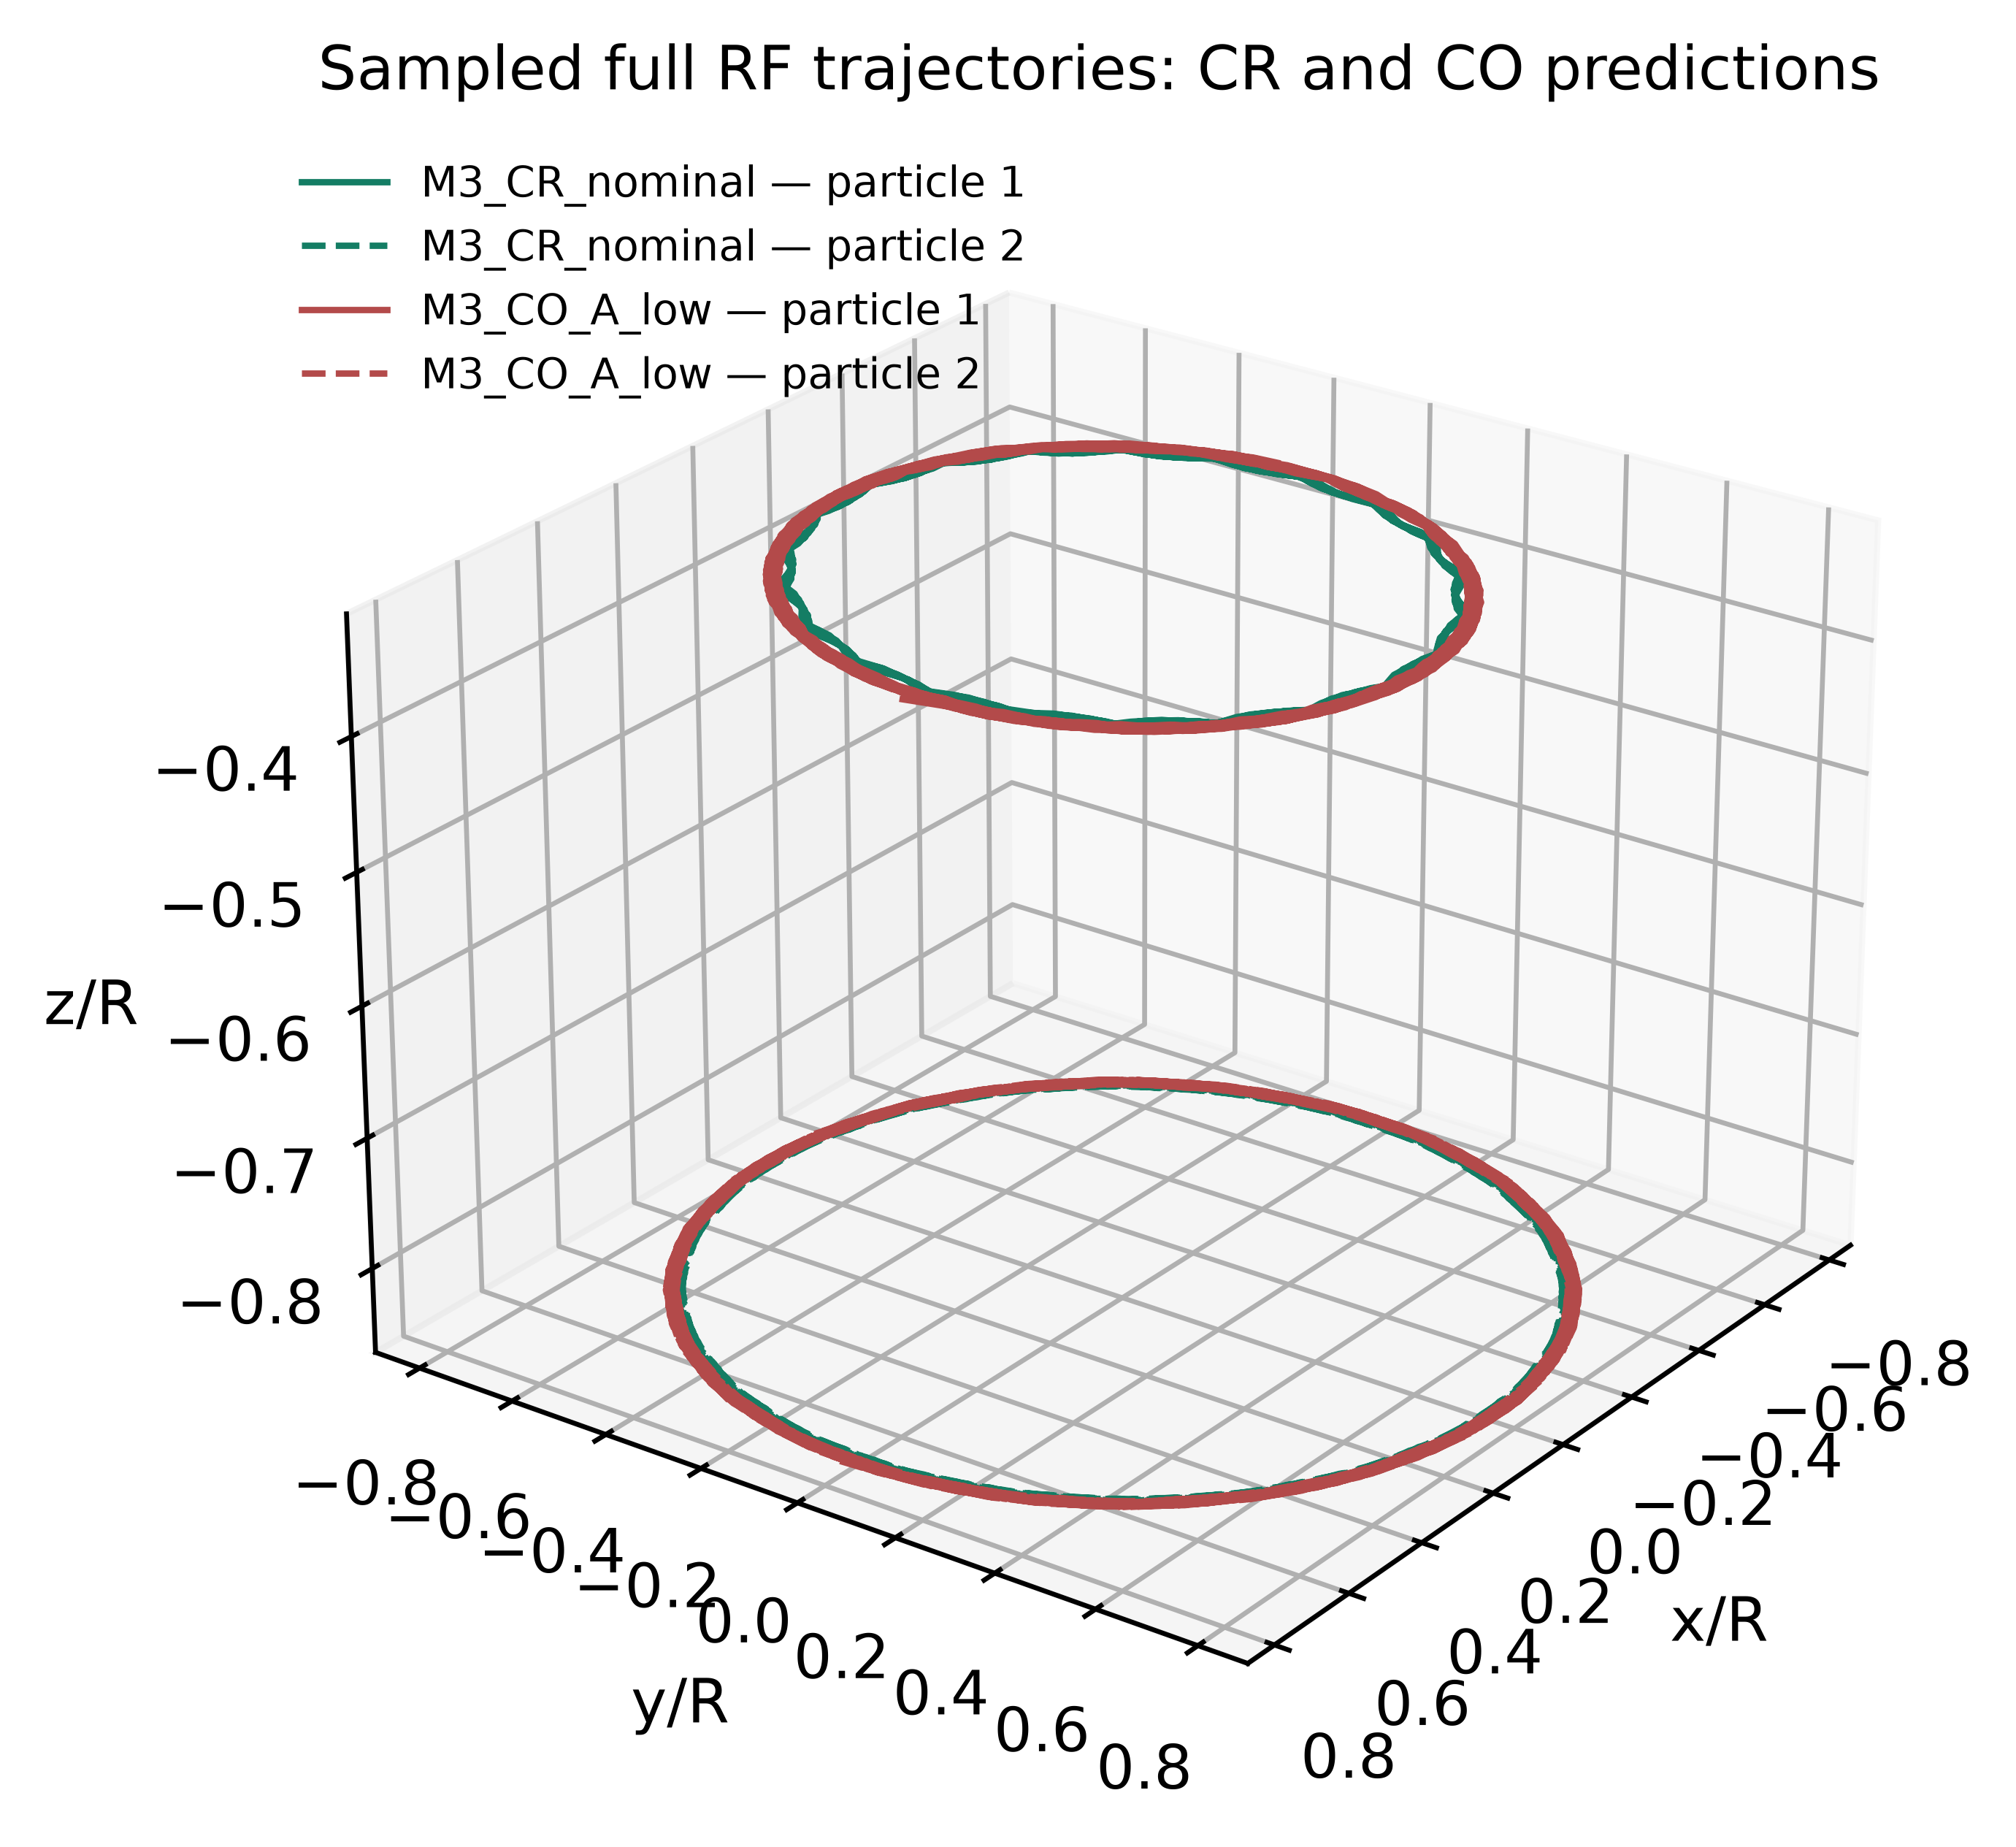 Sampled full RF trajectories: CR and CO predictions
M3_CR_nominal — particle 1
M3_CR_nominal — particle 2
M3_CO_A_low — particle 1
M3_CO_A_low — particle 2
−0.4
−0.5
−0.6
−0.7
−0.8
z/R
−0.8
−0.6
−0.4
−0.2
0.0
0.2
0.4
0.6
0.8
y/R
−0.8
−0.6
−0.4
−0.2
0.0
0.2
0.4
0.6
0.8
x/R